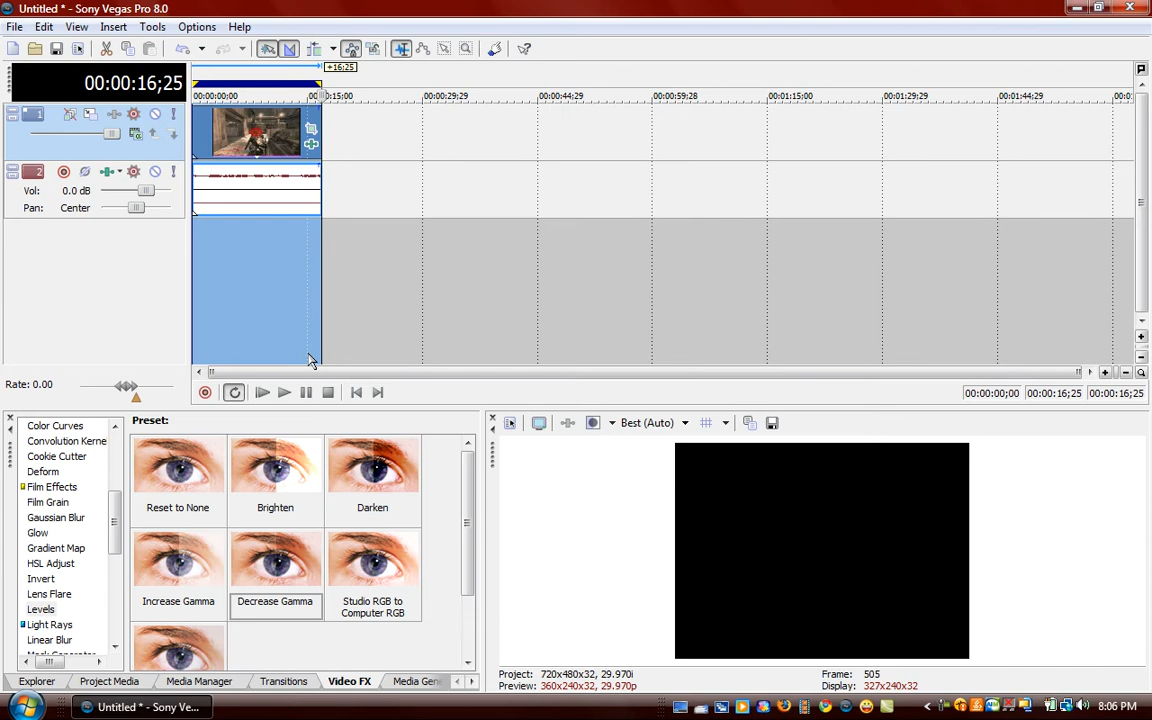 Untitled * - Sony Vegas Pro 8.0
File Edit View Insert Tools Options Help
+16;25
00:00:16;25
00:00:00;00
:15;00
00:00:29;29
00:00:44;29
00:00:59;28
00:01:15;00
00:01:29;29
00:01:44;29
1
2
Vol: 0.0 dB
Pan: Center
Rate: 0.00
00:00:00;00 00:00:16;25 00:00:16;25
Color Curves
Convolution Kerne
Cookie Cutter
Deform
Film Effects
Film Grain
Gaussian Blur
Glow
Gradient Map
HSL Adjust
Invert
Lens Flare
Levels
Light Rays
Linear Blur
Preset:
Reset to None
Brighten
Darken
Increase Gamma
Decrease Gamma
Studio RGB to
Computer RGB
Explorer Project Media Media Manager Transitions Video FX Media Gene
Best (Auto)
Project: 720x480x32, 29.970i
Preview: 360x240x32, 29.970p
Frame: 505
Display: 327x240x32
Untitled * - Sony Ve...
8:06 PM